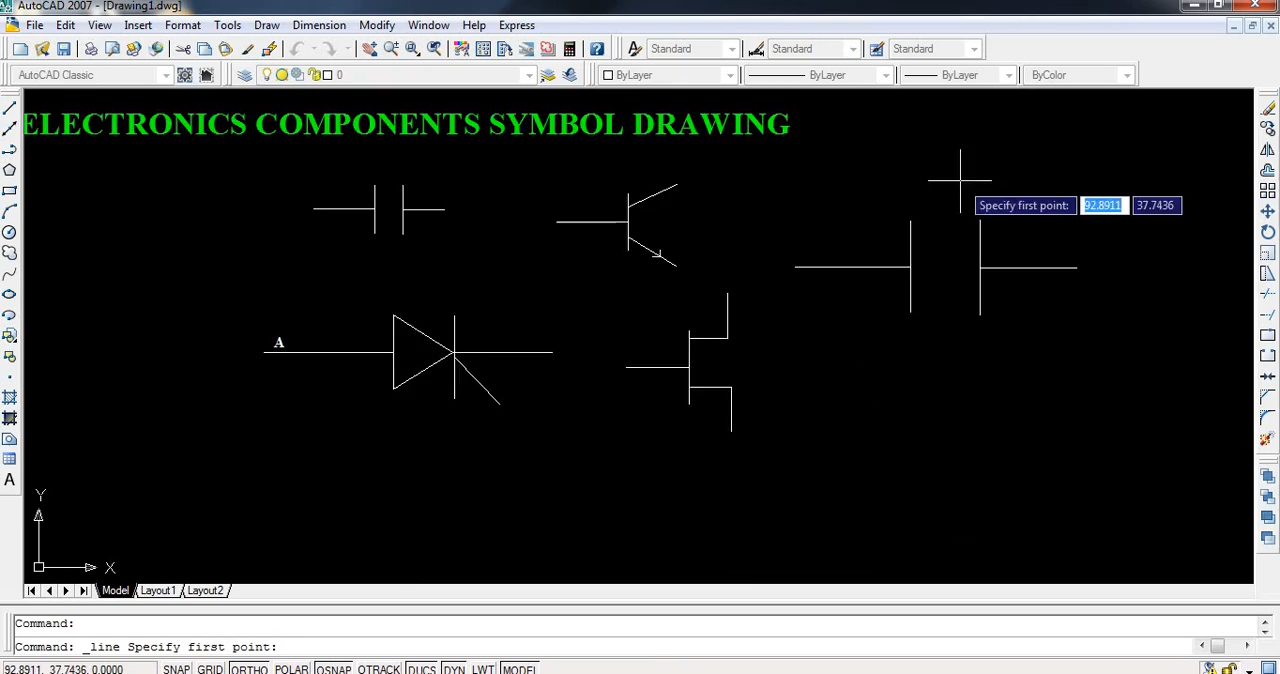 AutoCAD 2007 - [Drawing1.dwg]
File Edit View Insert Format Tools Draw Dimension Modify Window Help Express
Standard Standard Standard
AutoCAD Classic 0 ByLayer ByLayer ByLayer ByColor
ELECTRONICS COMPONENTS SYMBOL DRAWING
Specify first point: 92.8911 37.7436
A
Y
X
Model Layout1 Layout2
Command:
Command: _line Specify first point:
92.8911, 37.7436, 0.0000 SNAP GRID ORTHO POLAR OSNAP OTRACK DUCS DYN LWT MODEL